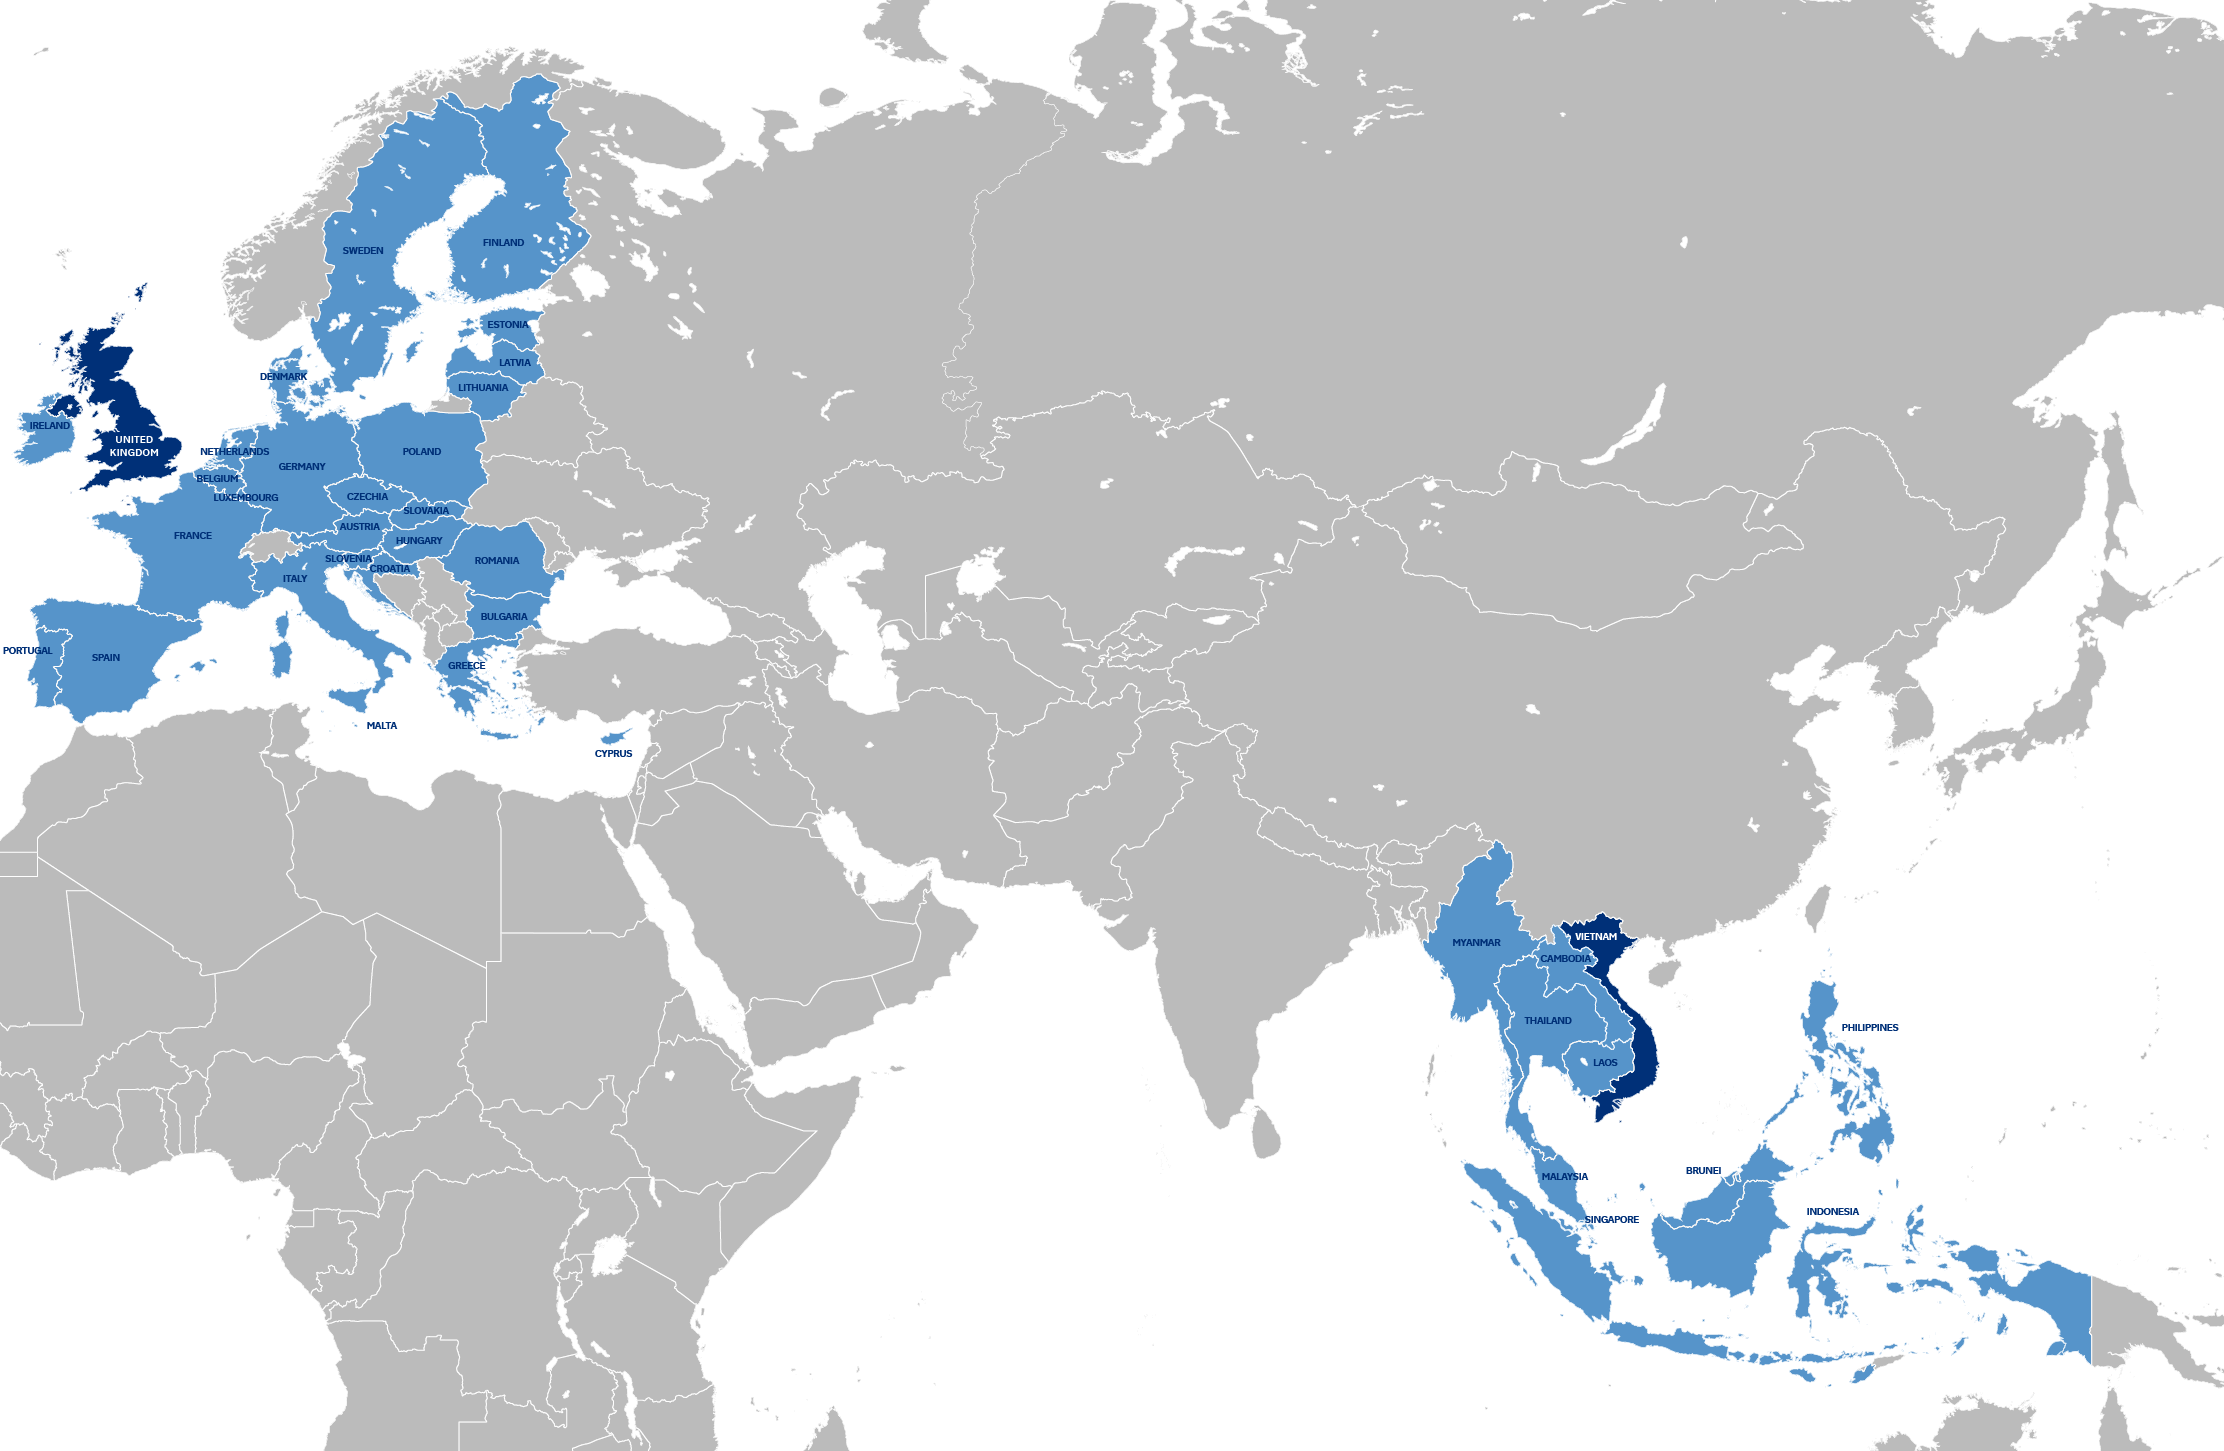 SWEDEN
FINLAND
ESTONIA
LATVIA
DENMARK
LITHUANIA
IRELAND
UNITED
KINGDOM
NETHERLANDS
POLAND
GERMANY
BELGIUM
LUXEMBOURG
CZECHIA
SLOVAKIA
AUSTRIA
FRANCE
HUNGARY
SLOVENIA
ROMANIA
CROATIA
ITALY
BULGARIA
PORTUGAL
SPAIN
GREECE
MALTA
CYPRUS
VIETNAM
MYANMAR
CAMBODIA
THAILAND
PHILIPPINES
LAOS
BRUNEI
MALAYSIA
INDONESIA
SINGAPORE